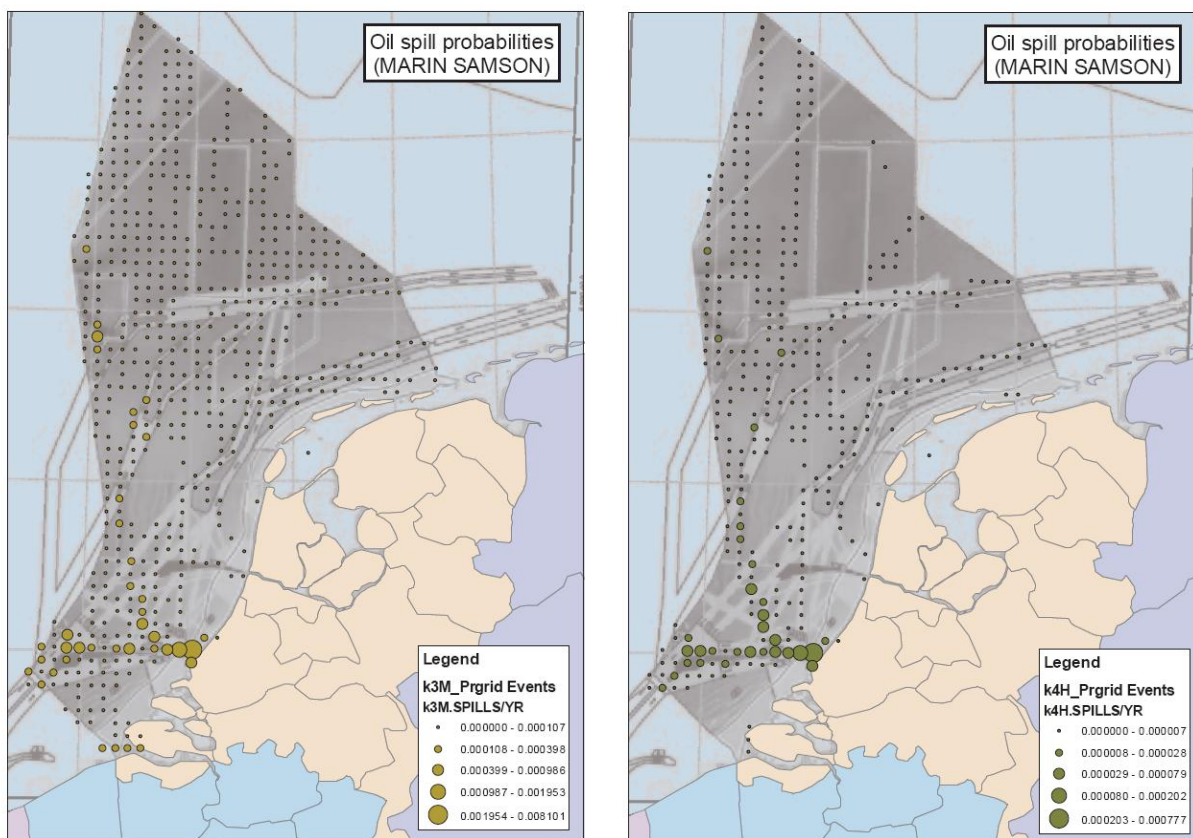 Oil spill probabilities
(MARIN SAMSON)
Legend
k3M_Prgrid Events
k3M.SPILLS/YR
0.000000 - 0.000107
0.000108 - 0.000398
0.000399 - 0.000986
0.000987 - 0.001953
0.001954 - 0.008101
Oil spill probabilities
(MARIN SAMSON)
Legend
k4H_Prgrid Events
k4H.SPILLS/YR
0.000000 - 0.000007
0.000008 - 0.000028
0.000029 - 0.000079
0.000080 - 0.000202
0.000203 - 0.000777